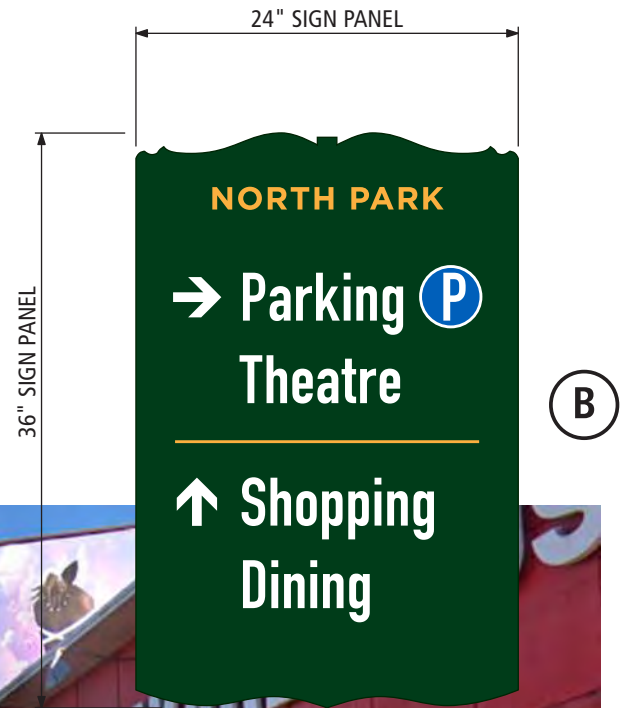 24" SIGN PANEL
36" SIGN PANEL
NORTH PARK
→ Parking P
Theatre
↑ Shopping
Dining
B